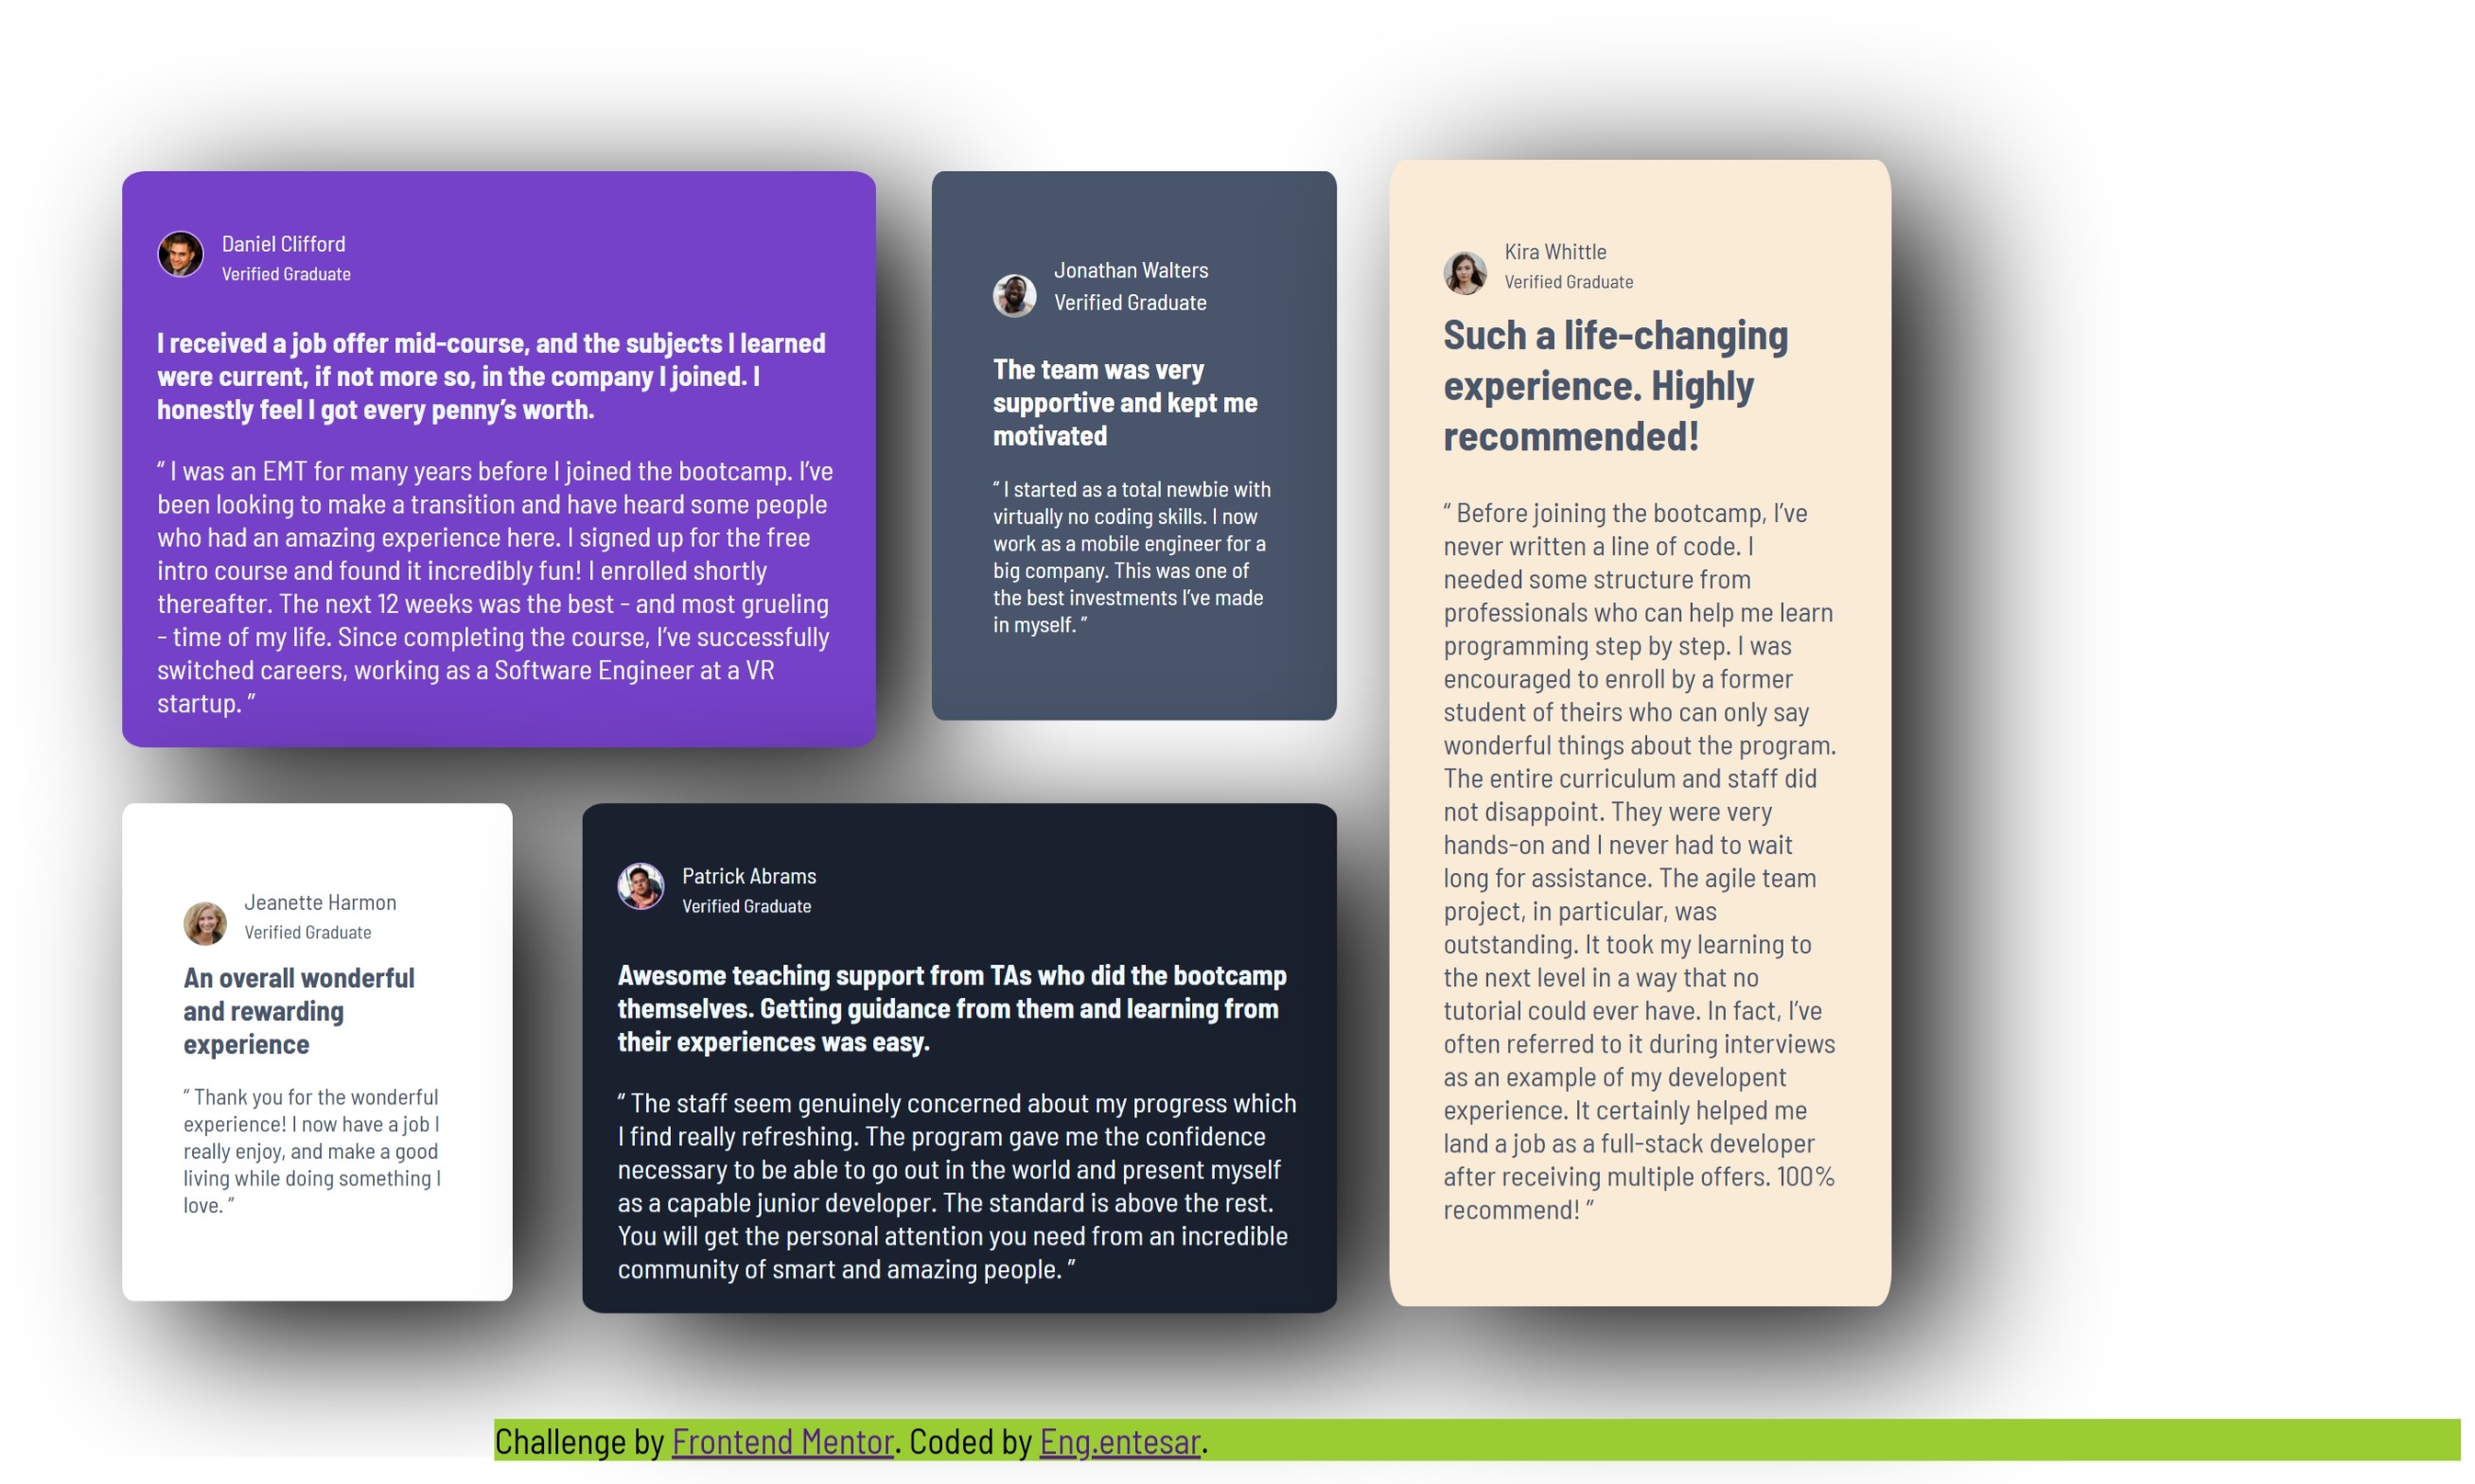 Daniel Clifford
Verified Graduate
I received a job offer mid-course, and the subjects I learned
were current, if not more so, in the company I joined. I
honestly feel I got every penny’s worth.
“ I was an EMT for many years before I joined the bootcamp. I’ve
been looking to make a transition and have heard some people
who had an amazing experience here. I signed up for the free
intro course and found it incredibly fun! I enrolled shortly
thereafter. The next 12 weeks was the best - and most grueling
- time of my life. Since completing the course, I’ve successfully
switched careers, working as a Software Engineer at a VR
startup. ”
Jonathan Walters
Verified Graduate
The team was very
supportive and kept me
motivated
“ I started as a total newbie with
virtually no coding skills. I now
work as a mobile engineer for a
big company. This was one of
the best investments I’ve made
in myself. ”
Kira Whittle
Verified Graduate
Such a life-changing
experience. Highly
recommended!
“ Before joining the bootcamp, I’ve
never written a line of code. I
needed some structure from
professionals who can help me learn
programming step by step. I was
encouraged to enroll by a former
student of theirs who can only say
wonderful things about the program.
The entire curriculum and staff did
not disappoint. They were very
hands-on and I never had to wait
long for assistance. The agile team
project, in particular, was
outstanding. It took my learning to
the next level in a way that no
tutorial could ever have. In fact, I’ve
often referred to it during interviews
as an example of my developent
experience. It certainly helped me
land a job as a full-stack developer
after receiving multiple offers. 100%
recommend! ”
Jeanette Harmon
Verified Graduate
An overall wonderful
and rewarding
experience
“ Thank you for the wonderful
experience! I now have a job I
really enjoy, and make a good
living while doing something I
love. “
Patrick Abrams
Verified Graduate
Awesome teaching support from TAs who did the bootcamp
themselves. Getting guidance from them and learning from
their experiences was easy.
“ The staff seem genuinely concerned about my progress which
I find really refreshing. The program gave me the confidence
necessary to be able to go out in the world and present myself
as a capable junior developer. The standard is above the rest.
You will get the personal attention you need from an incredible
community of smart and amazing people. ”
Challenge by Frontend Mentor. Coded by Eng.entesar.